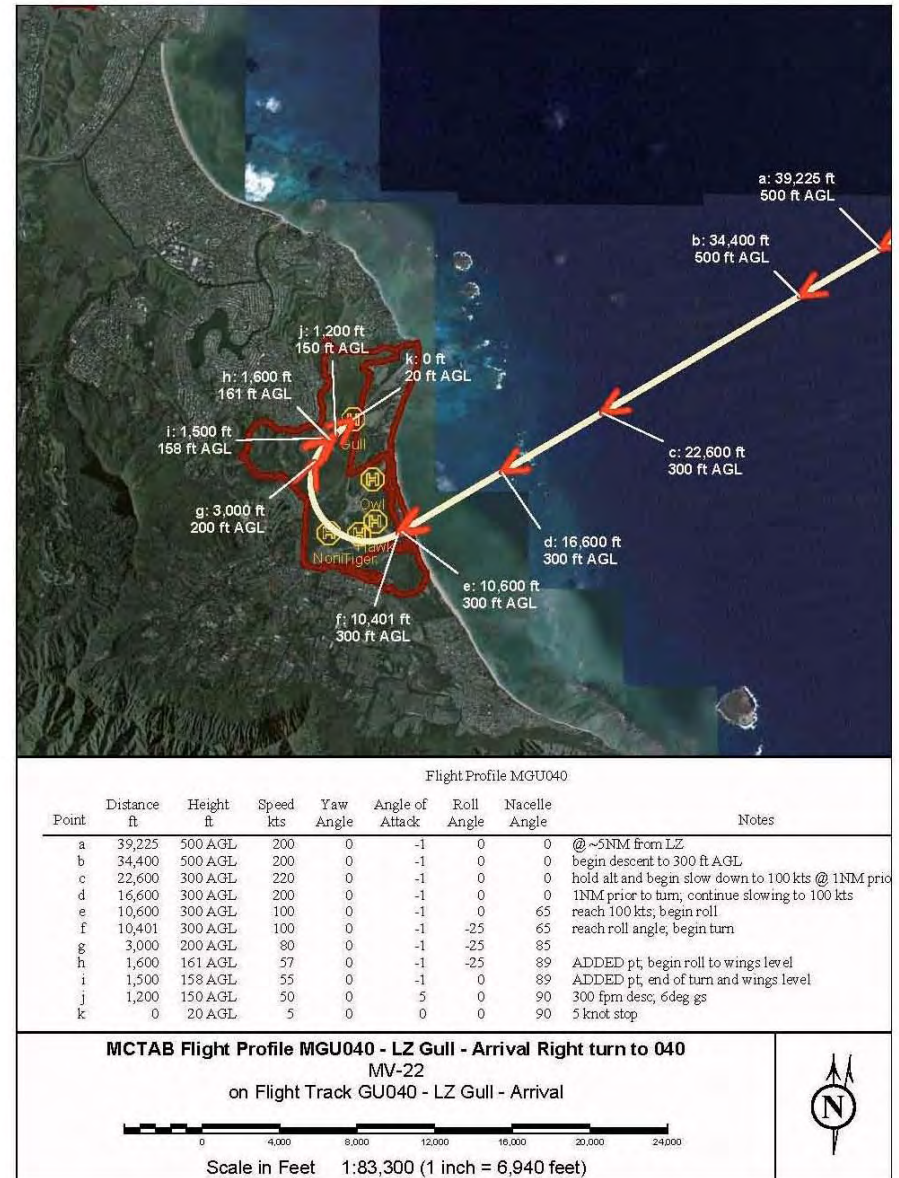 a: 39,225 ft
500 ft AGL
b: 34,400 ft
500 ft AGL
j: 1,200 ft
150 ft AGL
k: 0 ft
20 ft AGL
h: 1,600 ft
161 ft AGL
i: 1,500 ft
158 ft AGL
H
Gull
c: 22,600 ft
300 ft AGL
H
Owl
g: 3,000 ft
200 ft AGL
H
H
H
Hawk
Noni
Tiger
d: 16,600 ft
300 ft AGL
e: 10,600 ft
300 ft AGL
f: 10,401 ft
300 ft AGL
Flight Profile MGU040
Distance Height Speed Yaw Angle of Roll Nacelle
Point ft ft kts Angle Attack Angle Angle Notes
a 39,225 500 AGL 200 0 -1 0 0 @ ~5NM from LZ
b 34,400 500 AGL 200 0 -1 0 0 begin descent to 300 ft AGL
c 22,600 300 AGL 220 0 -1 0 0 hold alt and begin slow down to 100 kts @ 1NM prio
d 16,600 300 AGL 200 0 -1 0 0 1NM prior to turn; continue slowing to 100 kts
e 10,600 300 AGL 100 0 -1 0 65 reach 100 kts; begin roll
f 10,401 300 AGL 100 0 -1 -25 65 reach roll angle; begin turn
g 3,000 200 AGL 80 0 -1 -25 85
h 1,600 161 AGL 57 0 -1 -25 89 ADDED pt; begin roll to wings level
i 1,500 158 AGL 55 0 -1 0 89 ADDED pt; end of turn and wings level
j 1,200 150 AGL 50 0 5 0 90 300 fpm desc; 6deg gs
k 0 20 AGL 5 0 0 0 90 5 knot stop
MCTAB Flight Profile MGU040 - LZ Gull - Arrival Right turn to 040
MV-22
on Flight Track GU040 - LZ Gull - Arrival
N
0 4,000 8,000 12,000 16,000 20,000 24,000
Scale in Feet 1:83,300 (1 inch = 6,940 feet)